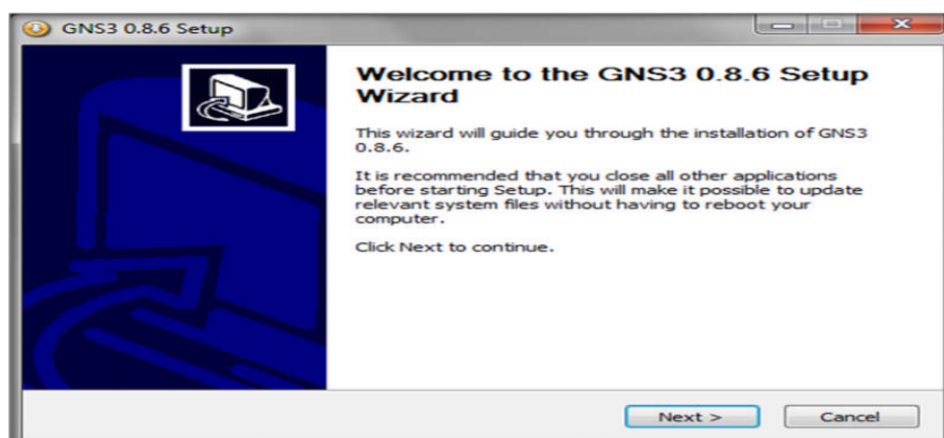 GNS3 0.8.6 Setup
Welcome to the GNS3 0.8.6 Setup
Wizard
This wizard will guide you through the installation of GNS3
0.8.6.
It is recommended that you close all other applications
before starting Setup. This will make it possible to update
relevant system files without having to reboot your
computer.
Click Next to continue.
Next >
Cancel